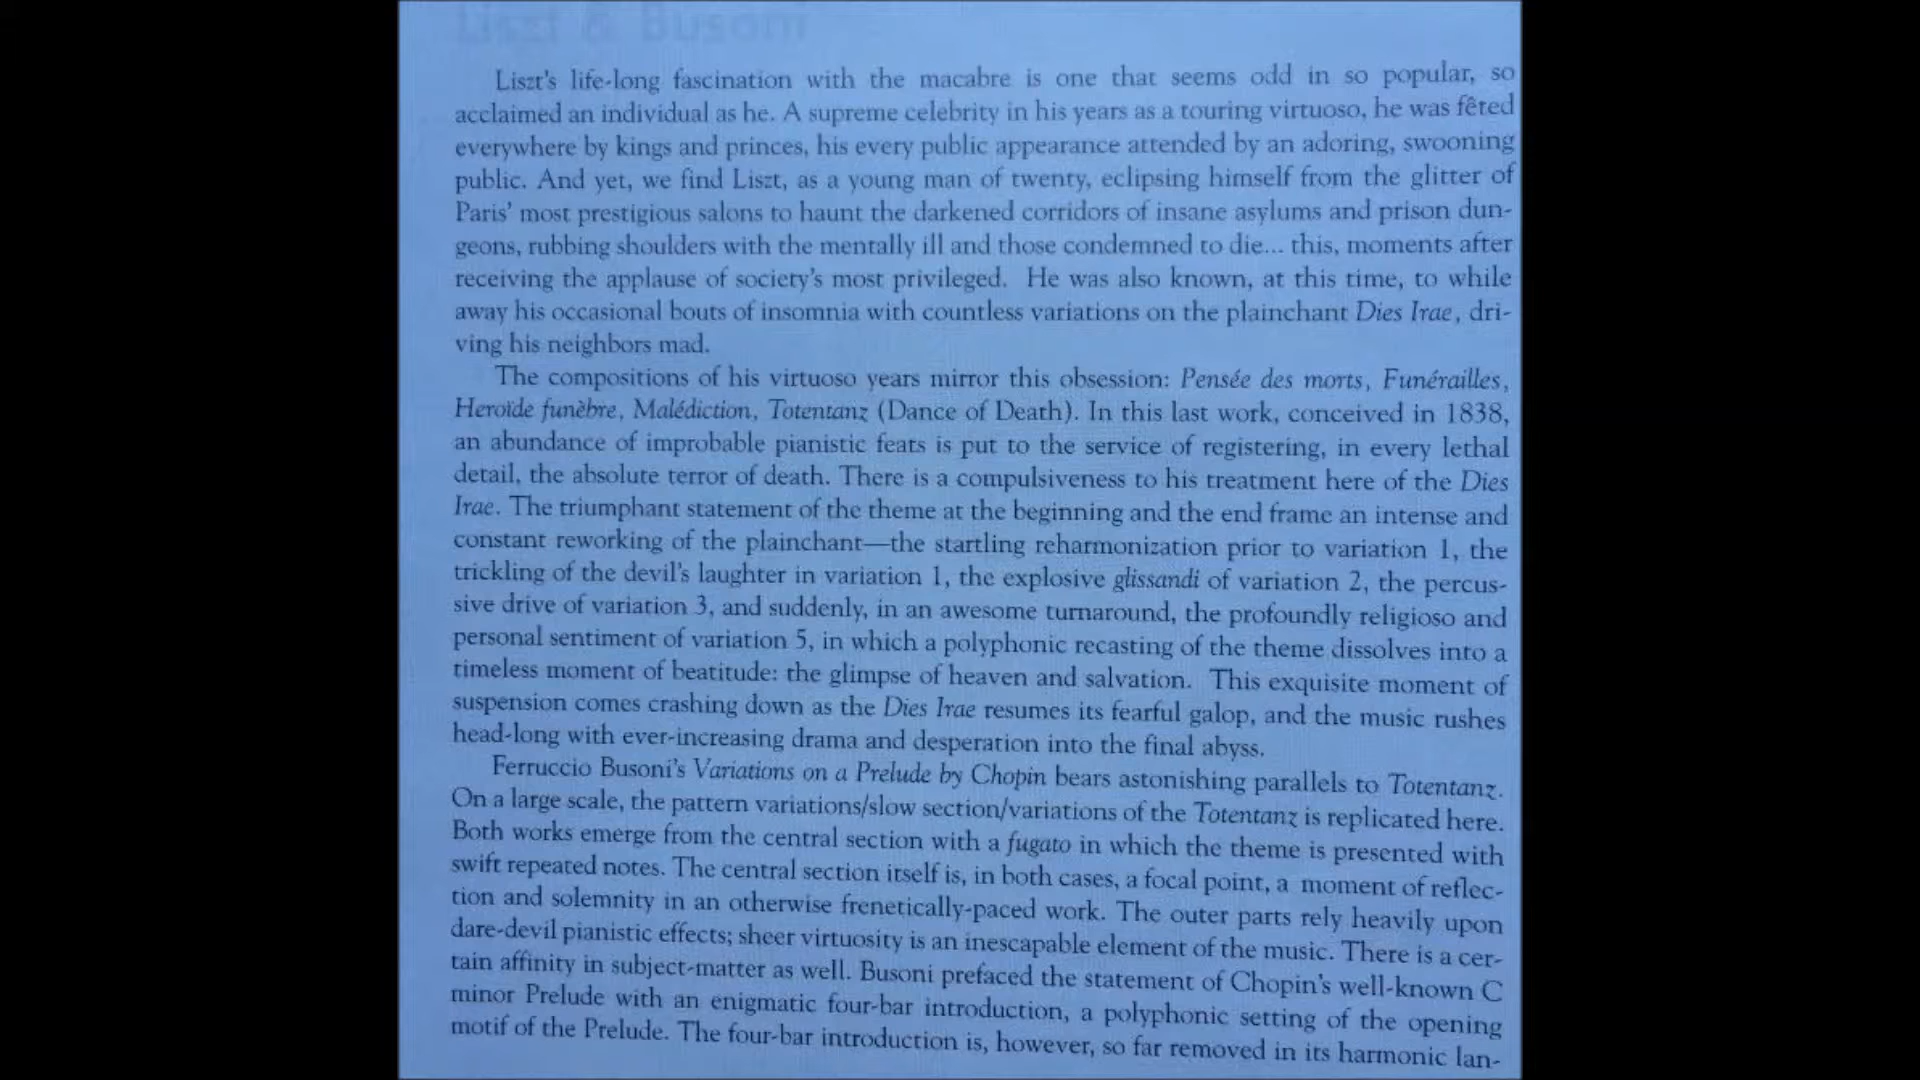 Liszt & Busoni
Liszt's life-long fascination with the macabre is one that seems odd in so popular, so
acclaimed an individual as he. A supreme celebrity in his years as a touring virtuoso, he was fêted
everywhere by kings and princes, his every public appearance attended by an adoring, swooning
public. And yet, we find Liszt, as a young man of twenty, eclipsing himself from the glitter of
Paris' most prestigious salons to haunt the darkened corridors of insane asylums and prison dun-
geons, rubbing shoulders with the mentally ill and those condemned to die... this, moments after
receiving the applause of society's most privileged. He was also known, at this time, to while
away his occasional bouts of insomnia with countless variations on the plainchant Dies Irae, dri-
ving his neighbors mad.
The compositions of his virtuoso years mirror this obsession: Pensée des morts, Funérailles,
Heroïde funèbre, Malédiction, Totentanz (Dance of Death). In this last work, conceived in 1838,
an abundance of improbable pianistic feats is put to the service of registering, in every lethal
detail, the absolute terror of death. There is a compulsiveness to his treatment here of the Dies
Irae. The triumphant statement of the theme at the beginning and the end frame an intense and
constant reworking of the plainchant—the startling reharmonization prior to variation 1, the
trickling of the devil's laughter in variation 1, the explosive glissandi of variation 2, the percus-
sive drive of variation 3, and suddenly, in an awesome turnaround, the profoundly religioso and
personal sentiment of variation 5, in which a polyphonic recasting of the theme dissolves into a
timeless moment of beatitude: the glimpse of heaven and salvation. This exquisite moment of
suspension comes crashing down as the Dies Irae resumes its fearful galop, and the music rushes
head-long with ever-increasing drama and desperation into the final abyss.
Ferruccio Busoni's Variations on a Prelude by Chopin bears astonishing parallels to Totentanz.
On a large scale, the pattern variations/slow section/variations of the Totentanz is replicated here.
Both works emerge from the central section with a fugato in which the theme is presented with
swift repeated notes. The central section itself is, in both cases, a focal point, a moment of reflec-
tion and solemnity in an otherwise frenetically-paced work. The outer parts rely heavily upon
dare-devil pianistic effects; sheer virtuosity is an inescapable element of the music. There is a cer-
tain affinity in subject-matter as well. Busoni prefaced the statement of Chopin's well-known C
minor Prelude with an enigmatic four-bar introduction, a polyphonic setting of the opening
motif of the Prelude. The four-bar introduction is, however, so far removed in its harmonic lan-